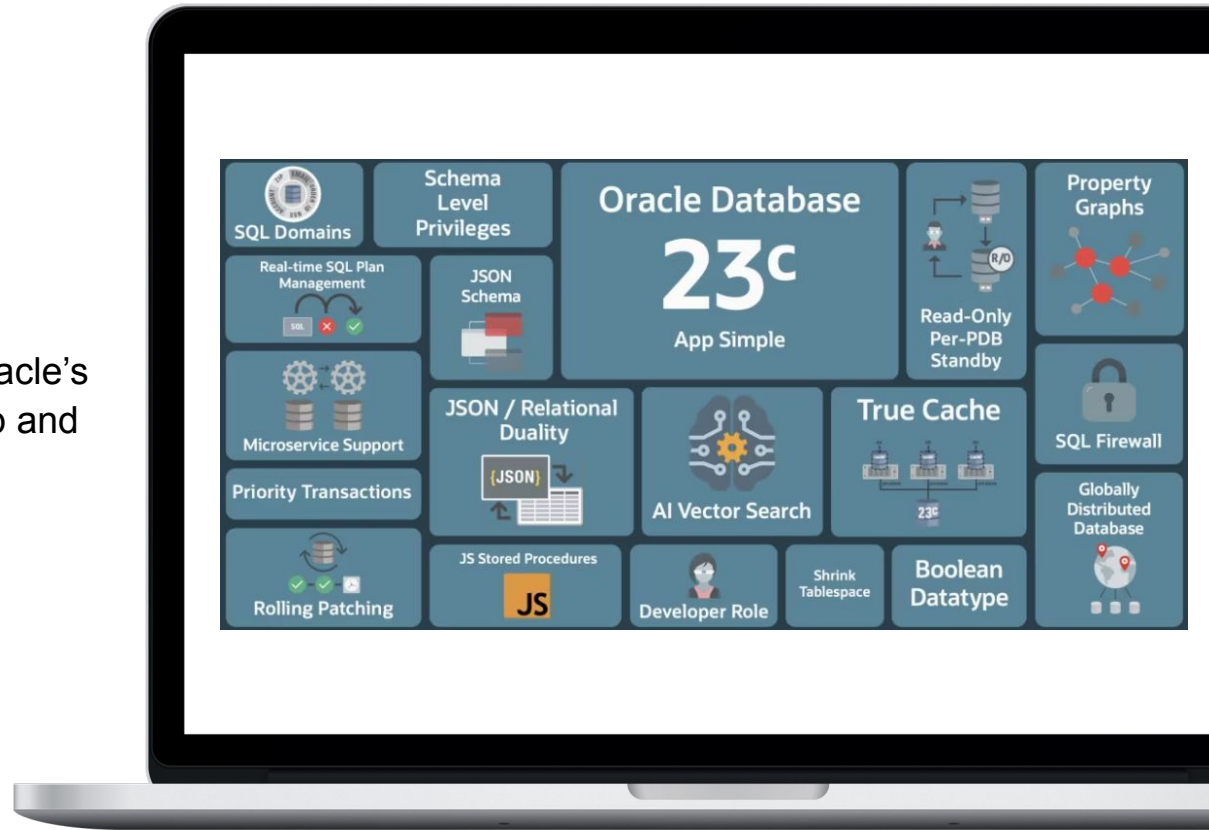 acle’s
o and
SQL Domains
Schema
Level
Privileges
Oracle Database
23c
App Simple
R/O
Read-Only
Per-PDB
Standby
Property
Graphs
Real-time SQL Plan
Management
SQL
JSON
Schema
Microservice Support
JSON / Relational
Duality
{JSON}
AI Vector Search
True Cache
23c
SQL Firewall
Priority Transactions
Globally
Distributed
Database
Rolling Patching
JS Stored Procedures
JS
Developer Role
Shrink
Tablespace
Boolean
Datatype